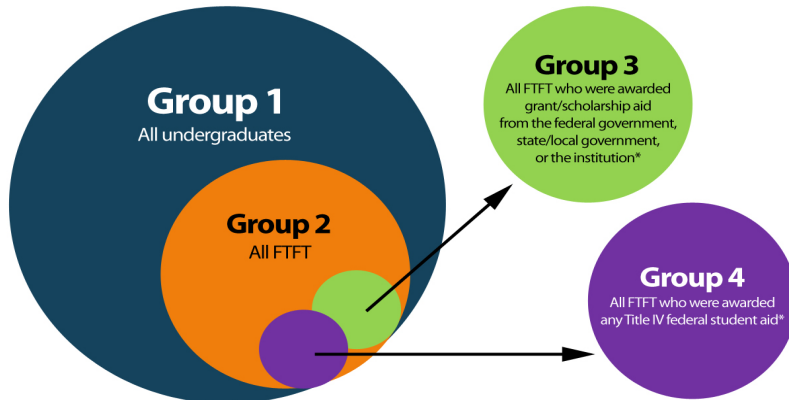 Group 1
All undergraduates
Group 2
All FTFT
Group 3
All FTFT who were awarded
grant/scholarship aid
from the federal government,
state/local government,
or the institution*
Group 4
All FTFT who were awarded
any Title IV federal student aid*